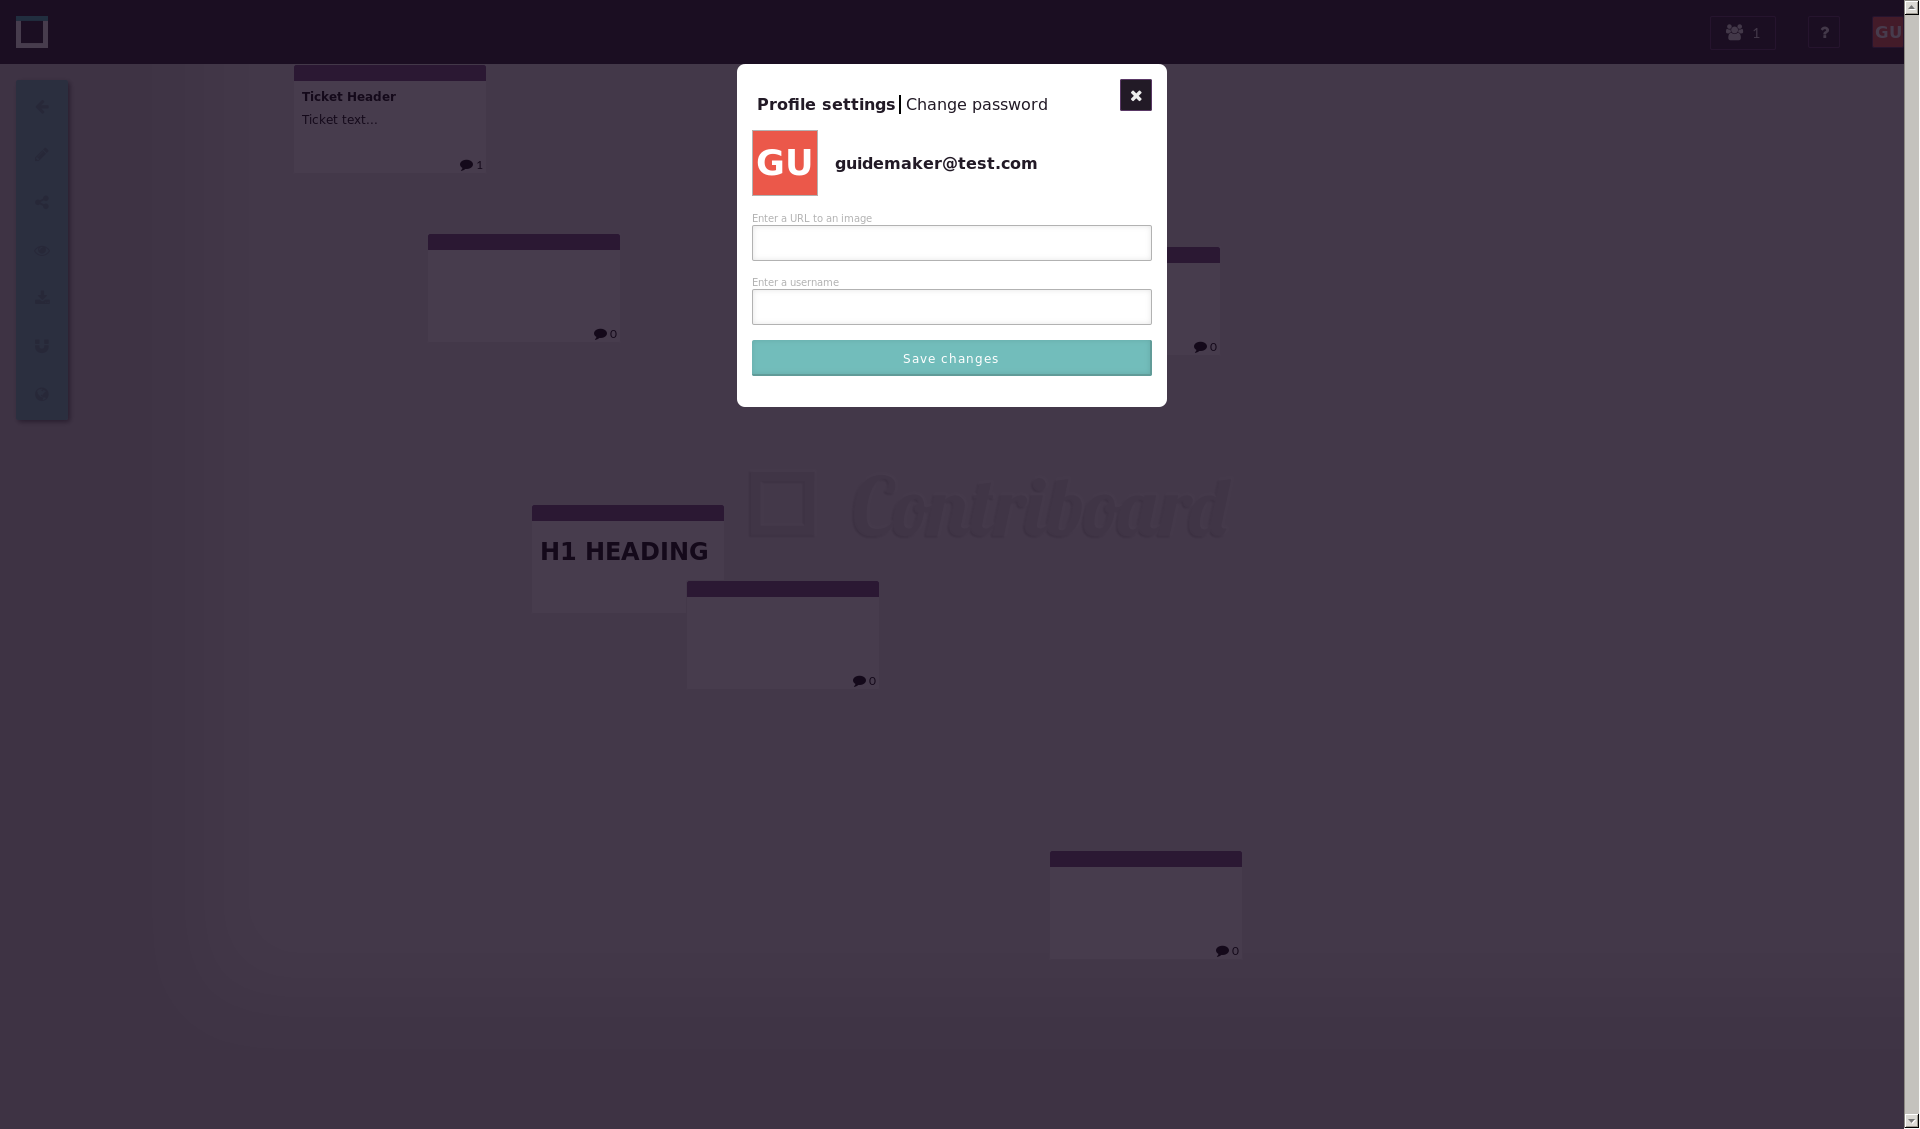 1
?
GU
Profile settings Change password
GU
guidemaker@test.com
Enter a URL to an image
Enter a username
Save changes
Ticket Header
Ticket text...
1
0
0
Contriboard
H1 HEADING
0
0